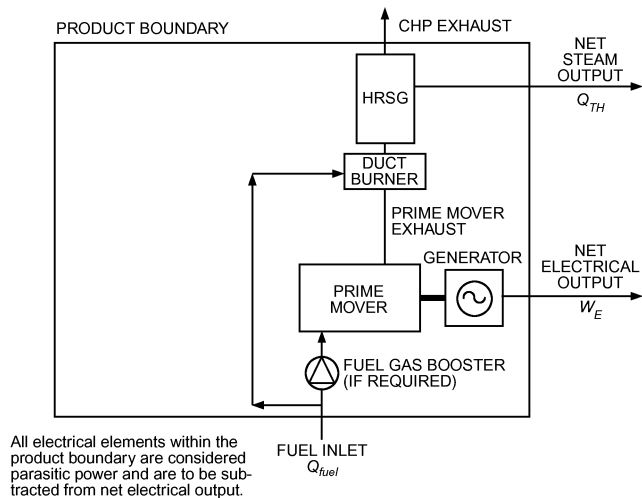 PRODUCT BOUNDARY
CHP EXHAUST
NET
STEAM
OUTPUT
Q_TH
HRSG
DUCT
BURNER
PRIME MOVER
EXHAUST
GENERATOR
NET
ELECTRICAL
OUTPUT
W_E
PRIME
MOVER
FUEL GAS BOOSTER
(IF REQUIRED)
FUEL INLET
Q_fuel
All electrical elements within the
product boundary are considered
parasitic power and are to be sub-
tracted from net electrical output.